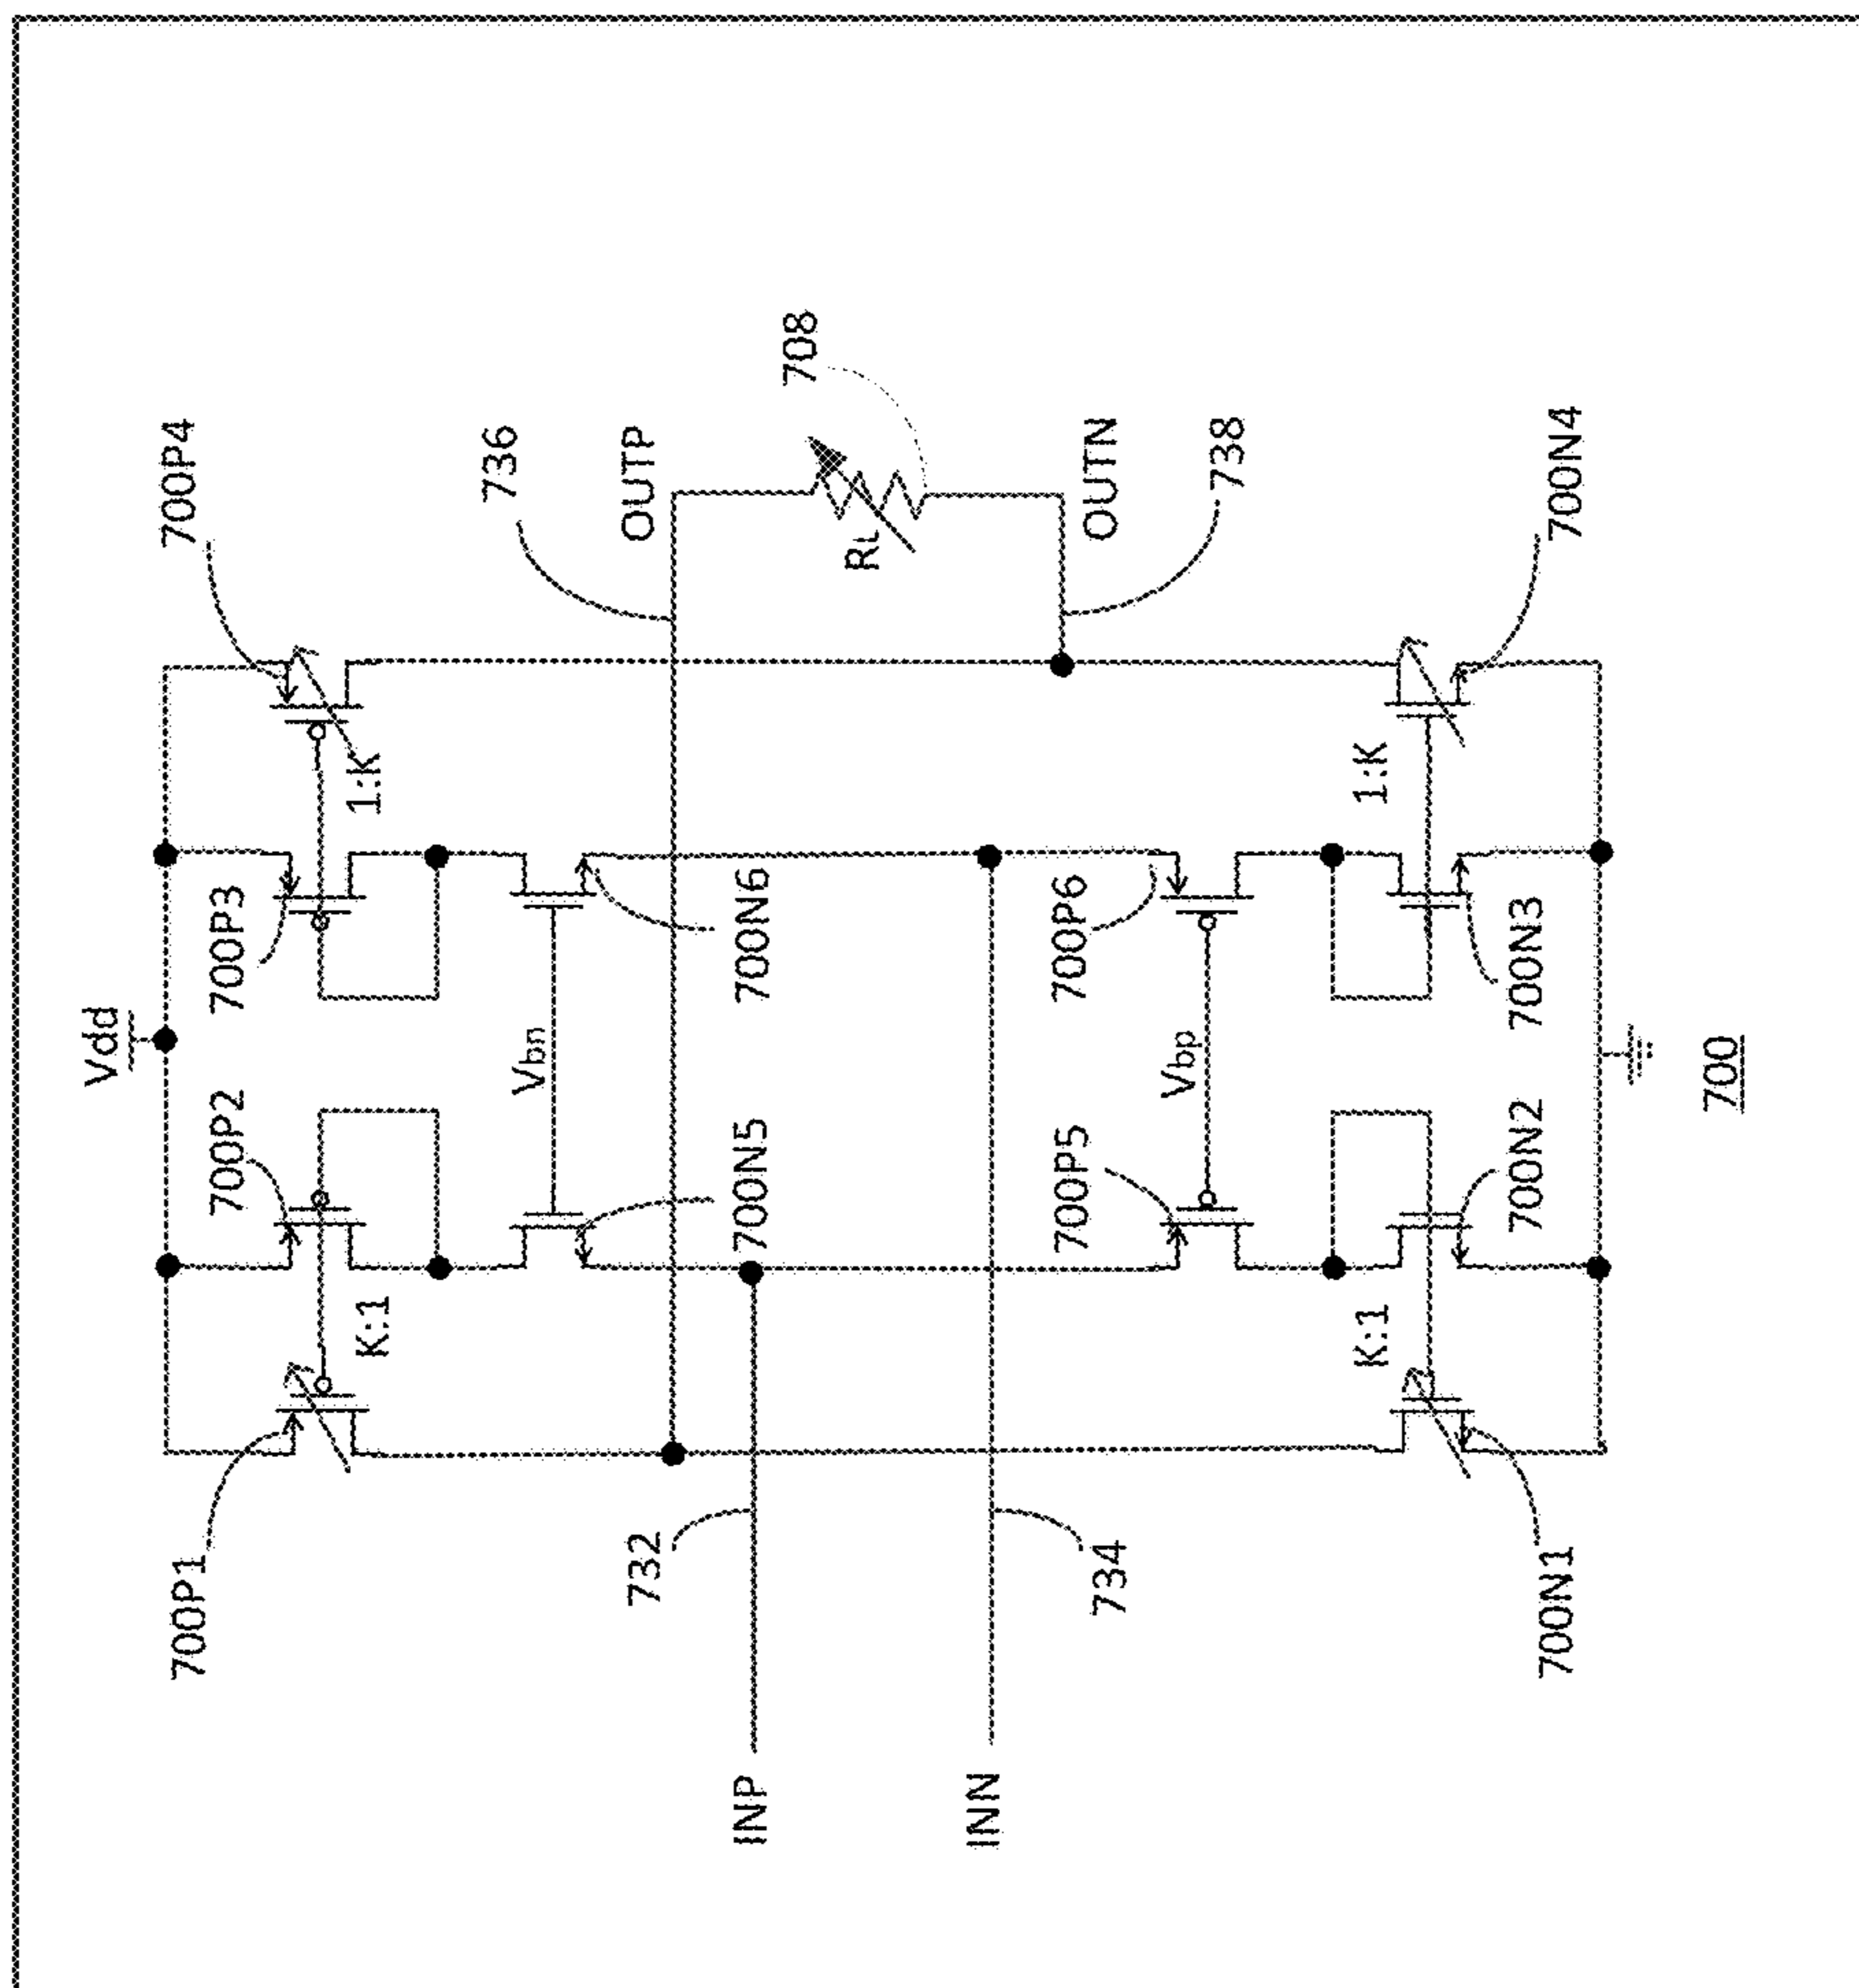 Vdd
700P1
700P2
700P3
700P4
K:1
1:K
Vbn
736
OUTP
732
700N5
700N6
INP
RL
708
INN
734
700P5
700P6
OUTN
738
Vbp
K:1
1:K
700N1
700N2
700N3
700N4
700